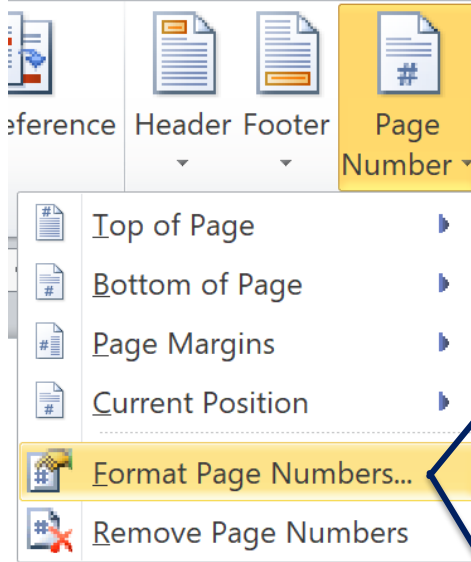 eference Header Footer Page
Number
Top of Page
Bottom of Page
Page Margins
Current Position
Format Page Numbers...
Remove Page Numbers